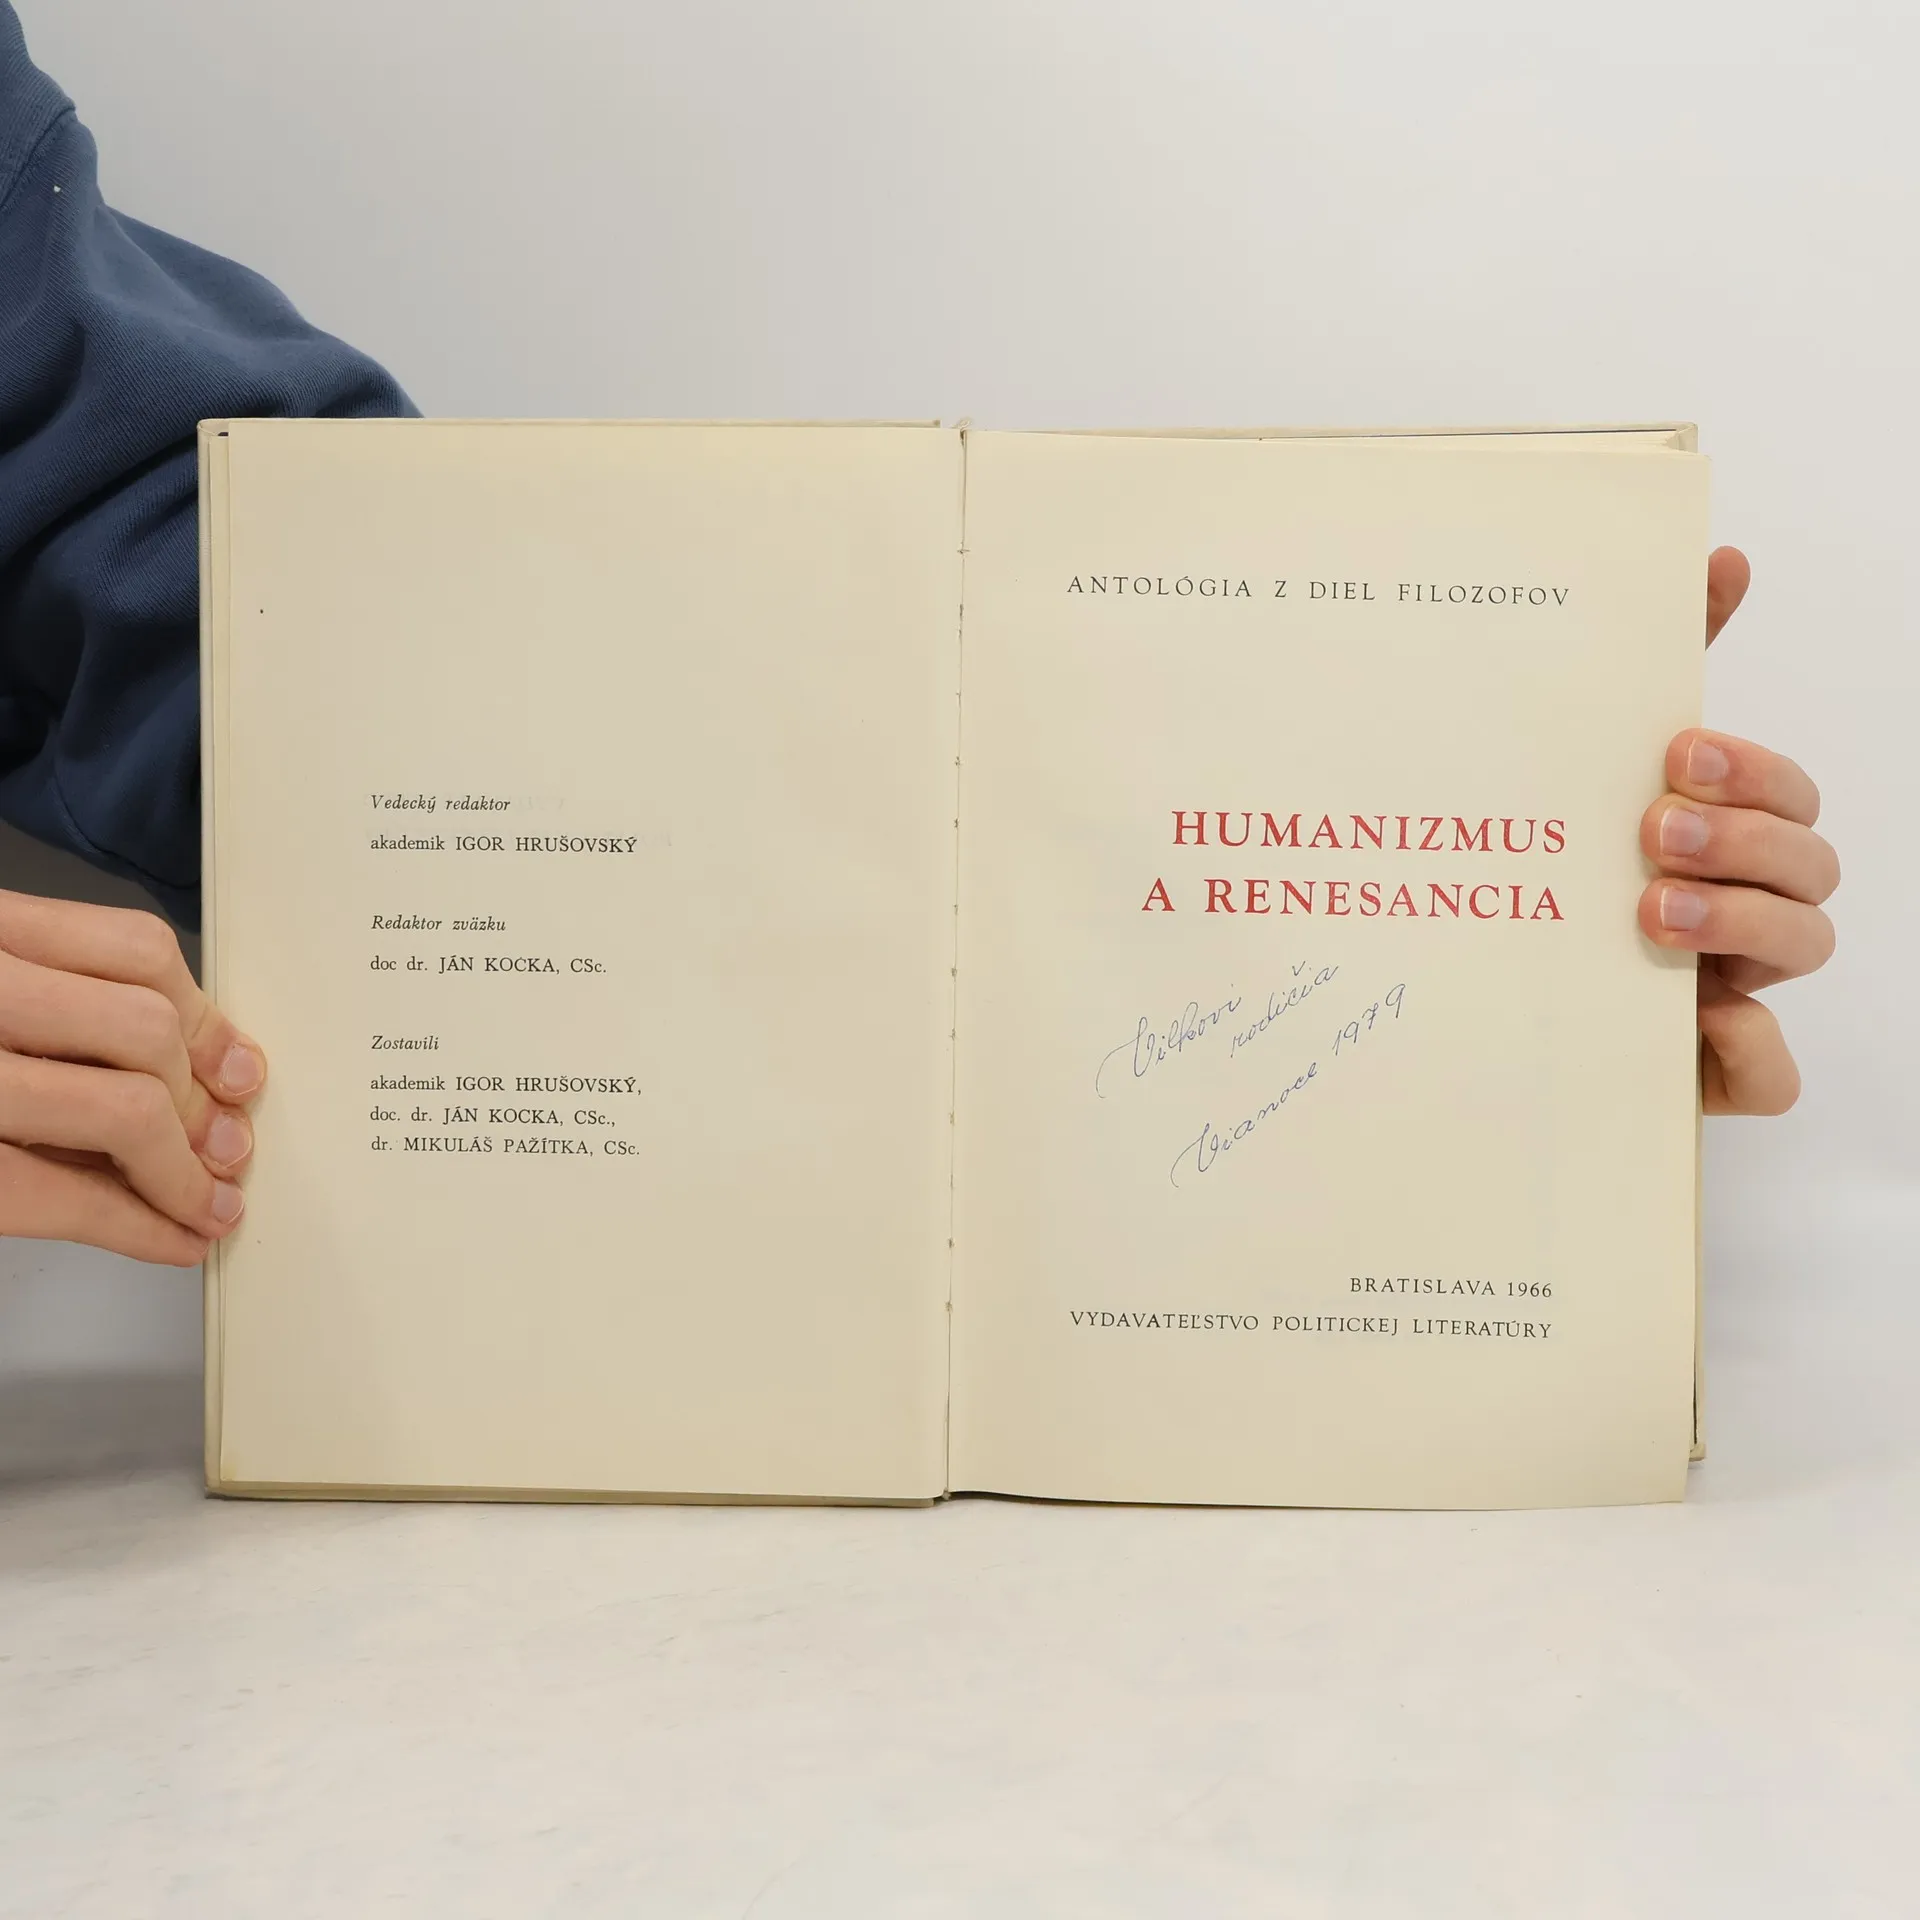 Vedecký redaktor
akademik IGOR HRUŠOVSKÝ
Redaktor zväzku
doc dr. JÁN KOCKA, CSc.
Zostavili
akademik IGOR HRUŠOVSKÝ,
doc. dr. JÁN KOCKA, CSc.,
dr. MIKULÁŠ PAŽÍTKA, CSc.
ANTOLÓGIA Z DIEL FILOZOFOV
HUMANIZMUS
A RENESANCIA
Vilkovi
rodičia
Vianoce 1979
BRATISLAVA 1966
VYDAVATEĽSTVO POLITICKEJ LITERATÚRY